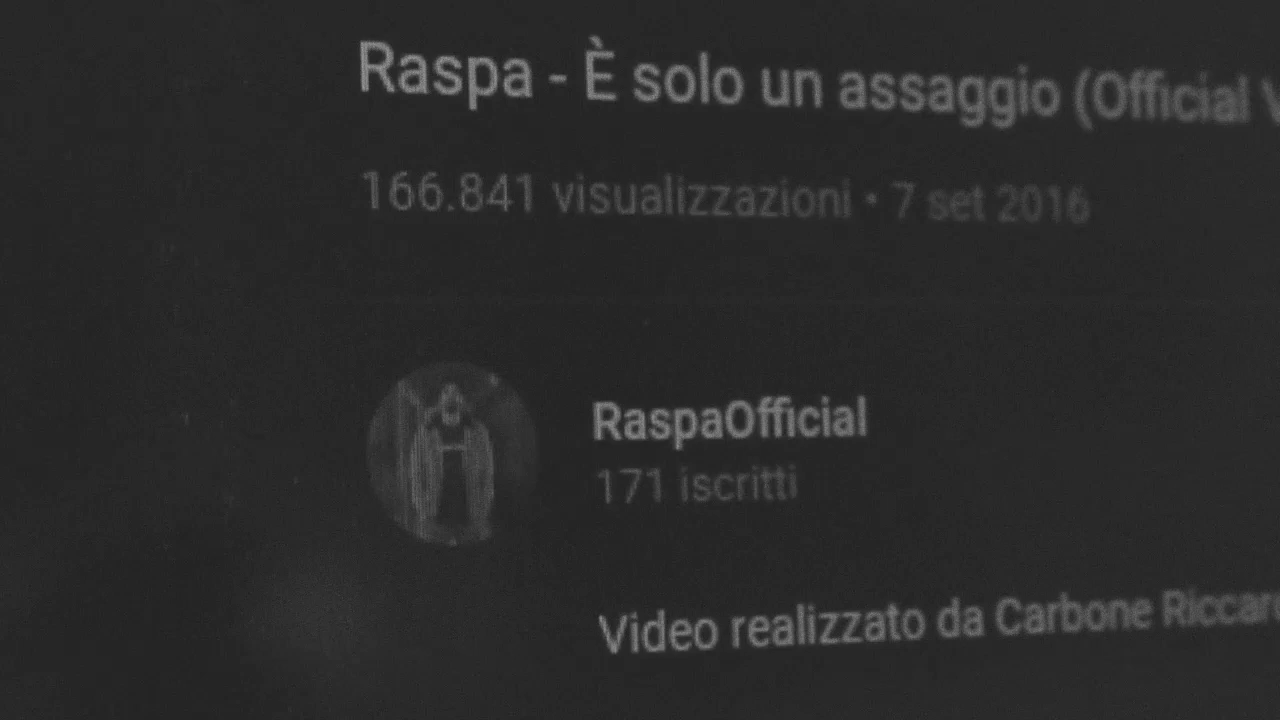 Raspa - È solo un assaggio (Official
166.841 visualizzazioni • 7 set 2016
RaspaOfficial
171 iscritti
Video realizzato da Carbone